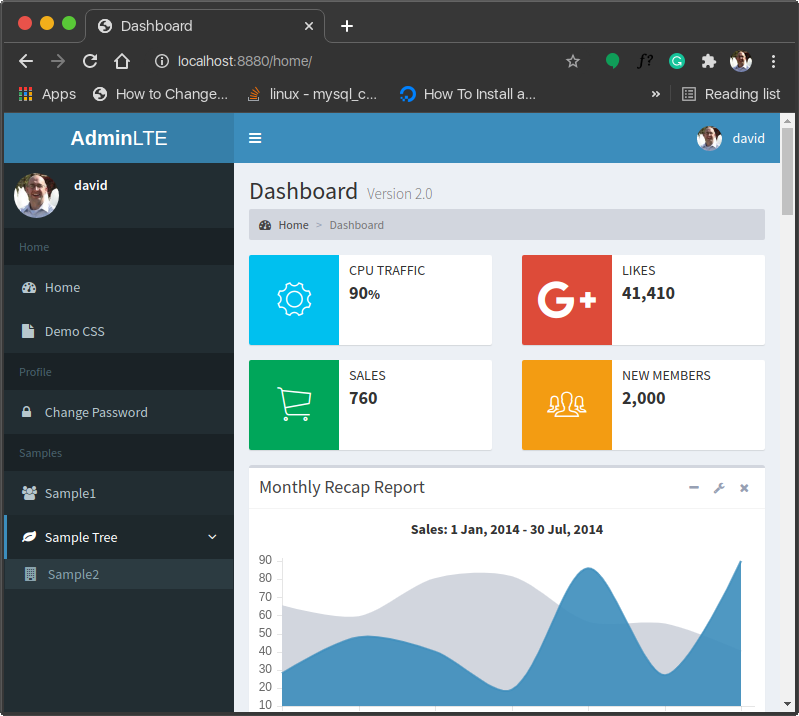 Dashboard
localhost:8880/home/
f?
Apps
How to Change...
linux - mysql_c...
How To Install a...
»
Reading list
AdminLTE
david
david
Home
Home
Demo CSS
Profile
Change Password
Samples
Sample1
Sample Tree
Sample2
Dashboard Version 2.0
Home > Dashboard
CPU TRAFFIC
90%
G+
LIKES
41,410
SALES
760
NEW MEMBERS
2,000
Monthly Recap Report
Sales: 1 Jan, 2014 - 30 Jul, 2014
90
80
70
60
50
40
30
20
10